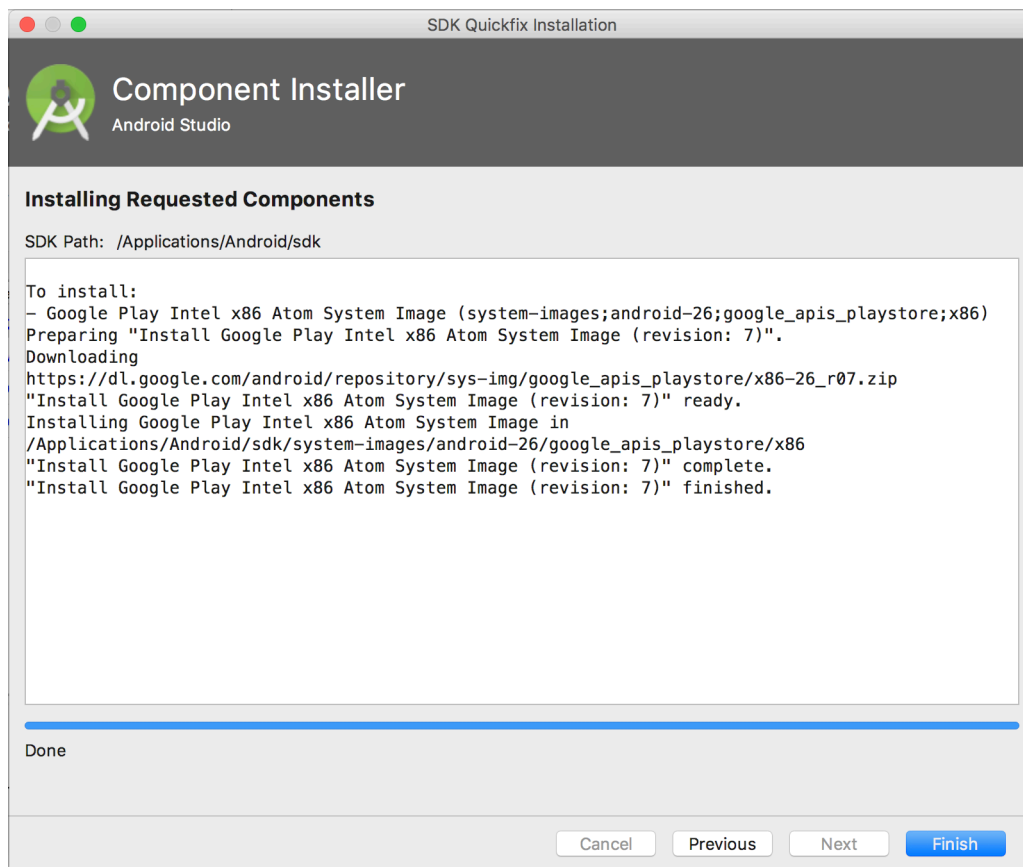 SDK Quickfix Installation
Component Installer
Android Studio
Installing Requested Components
SDK Path: /Applications/Android/sdk
To install:
- Google Play Intel x86 Atom System Image (system-images;android-26;google_apis_playstore;x86)
Preparing "Install Google Play Intel x86 Atom System Image (revision: 7)".
Downloading
https://dl.google.com/android/repository/sys-img/google_apis_playstore/x86-26_r07.zip
"Install Google Play Intel x86 Atom System Image (revision: 7)" ready.
Installing Google Play Intel x86 Atom System Image in
/Applications/Android/sdk/system-images/android-26/google_apis_playstore/x86
"Install Google Play Intel x86 Atom System Image (revision: 7)" complete.
"Install Google Play Intel x86 Atom System Image (revision: 7)" finished.
Done
Cancel Previous Next Finish